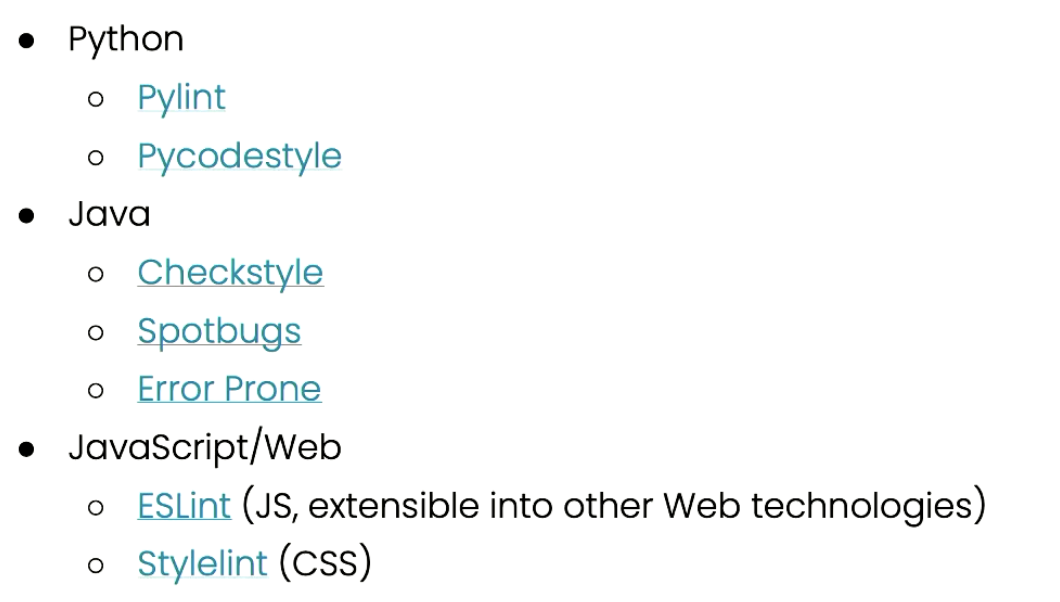 ● Python
○ Pylint
○ Pycodestyle
● Java
○ Checkstyle
○ Spotbugs
○ Error Prone
● JavaScript/Web
○ ESLint (JS, extensible into other Web technologies)
○ Stylelint (CSS)